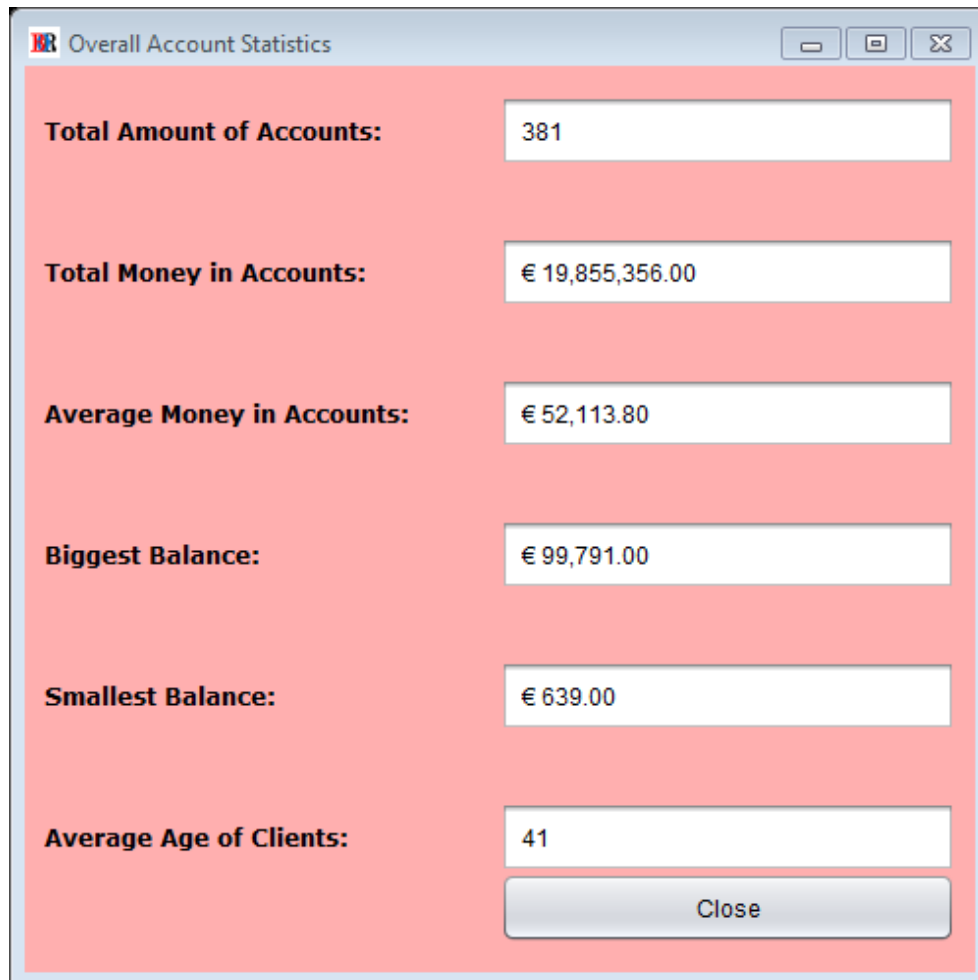 Overall Account Statistics
Total Amount of Accounts: 381
Total Money in Accounts: € 19,855,356.00
Average Money in Accounts: € 52,113.80
Biggest Balance: € 99,791.00
Smallest Balance: € 639.00
Average Age of Clients: 41
Close